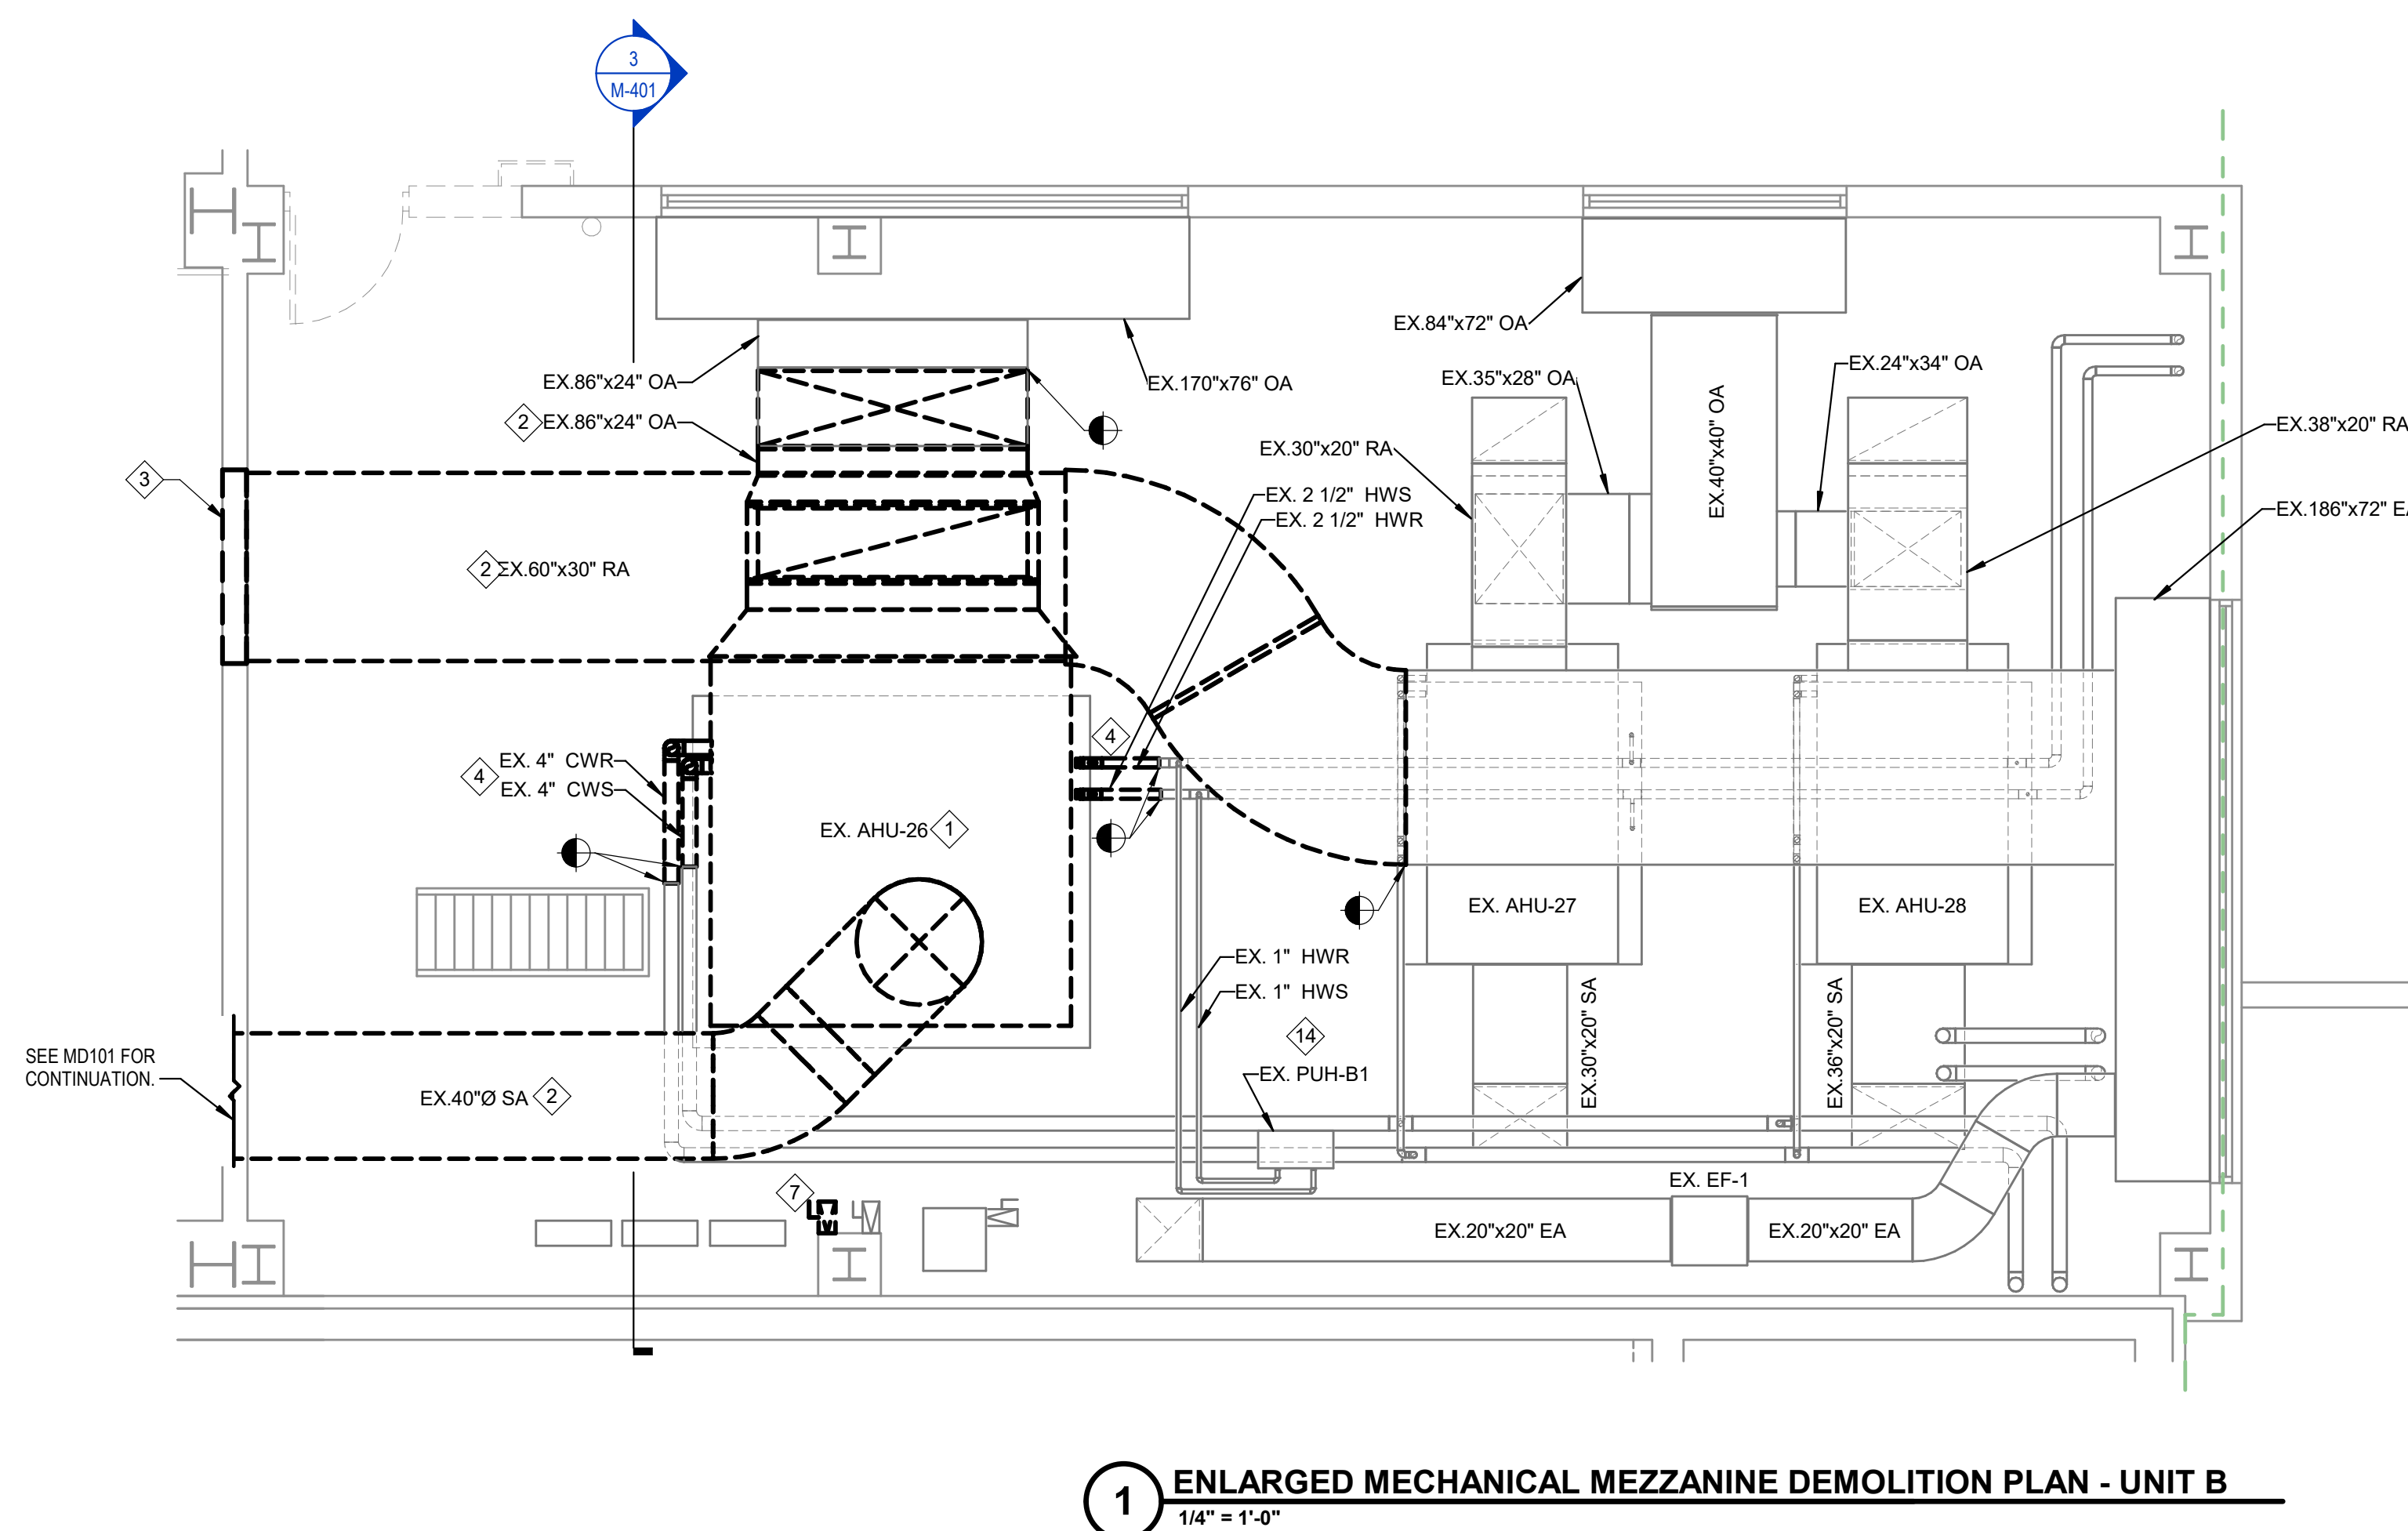 3
M-401
EX.84"x72" OA
EX.86"x24" OA
EX.170"x76" OA
EX.35"x28" OA
EX.24"x34" OA
2 EX.86"x24" OA
EX.40"x40" OA
EX.38"x20" RA
EX.30"x20" RA
3
EX. 2 1/2" HWS
EX. 2 1/2" HWR
EX.186"x72" E
2 EX.60"x30" RA
4
EX. 4" CWR
4
EX. 4" CWS
EX. AHU-26 1
EX. AHU-27
EX. AHU-28
EX. 1" HWR
EX. 1" HWS
EX.30"x20" SA
EX.36"x20" SA
14
SEE MD101 FOR
CONTINUATION.
EX. PUH-B1
EX.40"Ø SA 2
EX. EF-1
7
EX.20"x20" EA
EX.20"x20" EA
1
ENLARGED MECHANICAL MEZZANINE DEMOLITION PLAN - UNIT B
1/4" = 1'-0"